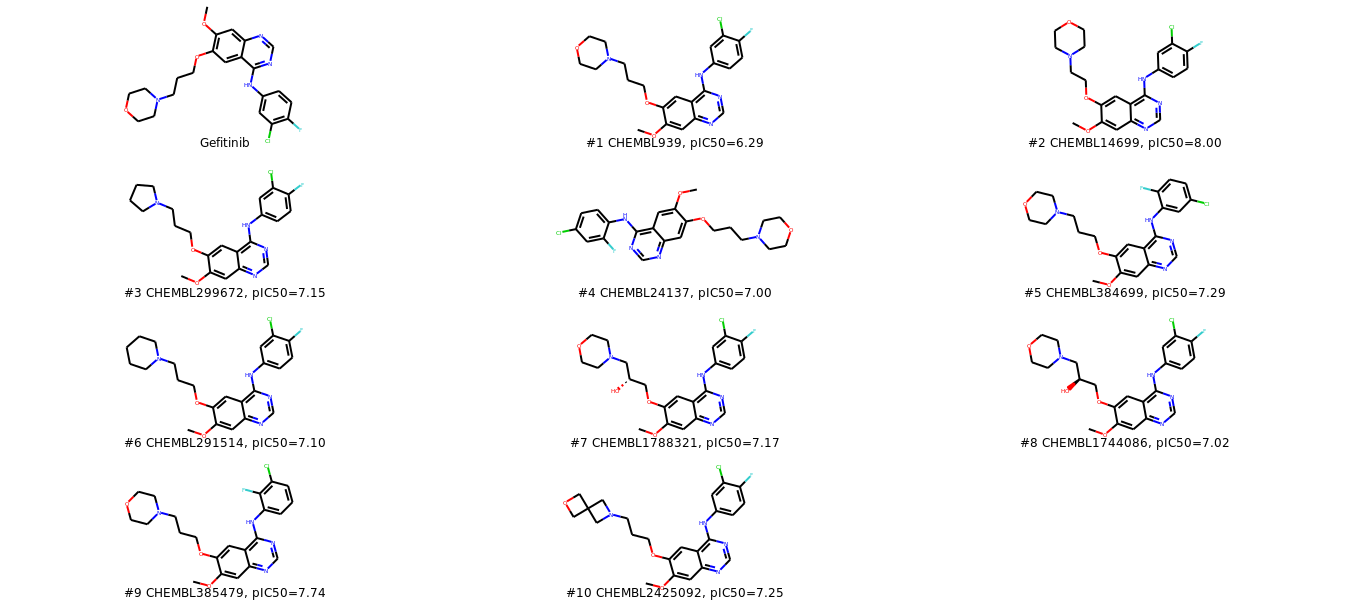 Gefitinib
#1 CHEMBL939, pIC50=6.29
#2 CHEMBL14699, pIC50=8.00
#3 CHEMBL299672, pIC50=7.15
#4 CHEMBL24137, pIC50=7.00
#5 CHEMBL384699, pIC50=7.29
#6 CHEMBL291514, pIC50=7.10
#7 CHEMBL1788321, pIC50=7.17
#8 CHEMBL1744086, pIC50=7.02
#9 CHEMBL385479, pIC50=7.74
#10 CHEMBL2425092, pIC50=7.25